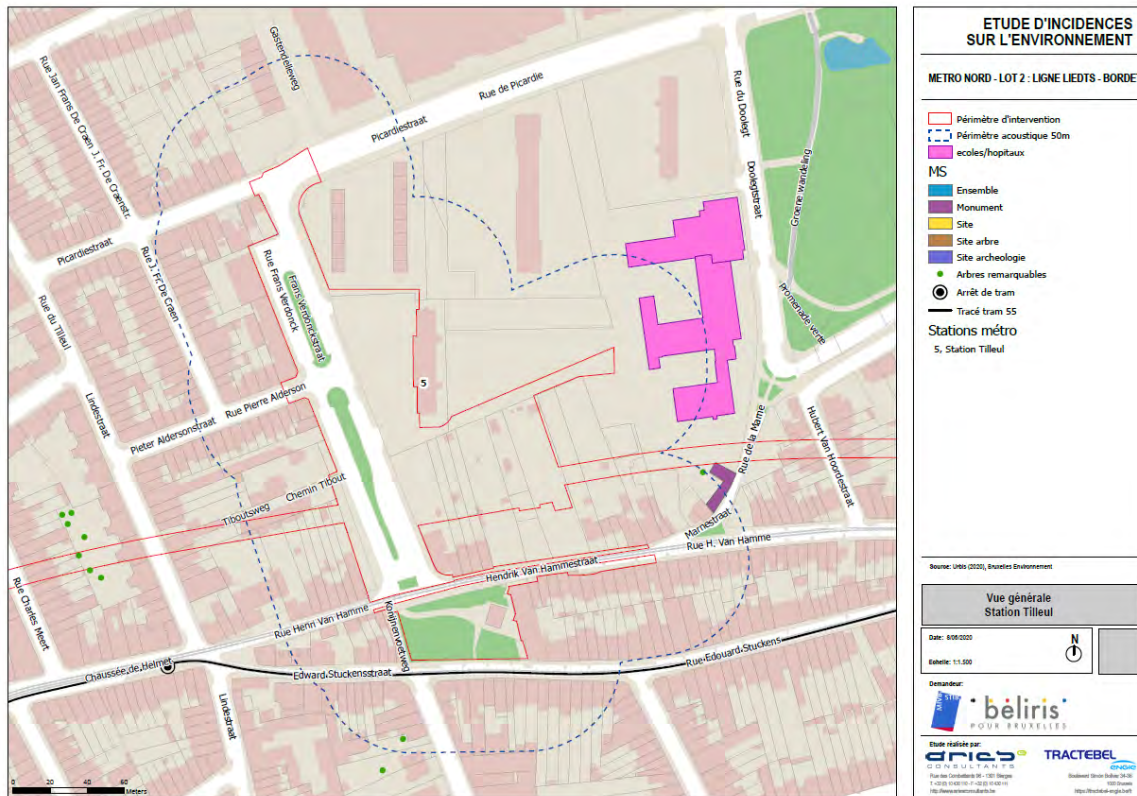 Rue Jan Frans De Craen J. Fr. De Craenstr.
Gastendelleweg
Rue de Picardie
Picardiestraat
Rue du Doolegt
Doolegtstraat
Groene wandeling
promenade verte
Picardiestraat
Rue J. Fr. De Craen
Rue Frans Verdonck
Frans Verdonckstraat
Rue du Tilleul
Lindestraat
5
Rue Pierre Alderson
Pieter Aldersonstraat
Rue de la Marne
Hubert Van Hoordestraat
Chemin Tibout
Tiboutsweg
Marnestraat
Rue H. Van Hamme
Hendrik Van Hammestraat
Rue Henri Van Hamme
Konijnenvoetweg
Rue Charles Meert
Chaussée de Helmet
Edward Stuckensstraat
Rue Edouard Stuckens
Lindestraat
0 20 40 60
Meters
ETUDE D'INCIDENCES
SUR L'ENVIRONNEMENT
METRO NORD - LOT 2 : LIGNE LIEDTS - BORDET
Périmètre d'intervention
Périmètre acoustique 50m
ecoles/hopitaux
MS
Ensemble
Monument
Site
Site arbre
Site archeologie
Arbres remarquables
Arrêt de tram
Tracé tram 55
Stations métro
5, Station Tilleul
Source: Urbis (2020), Bruxelles Environnement
Vue générale
Station Tilleul
Date: 8/06/2020
N
Echelle: 1:1.500
Demandeur:
beliris
POUR BRUXELLES
Etude réalisée par:
aries
CONSULTANTS
TRACTEBEL
ENGIE